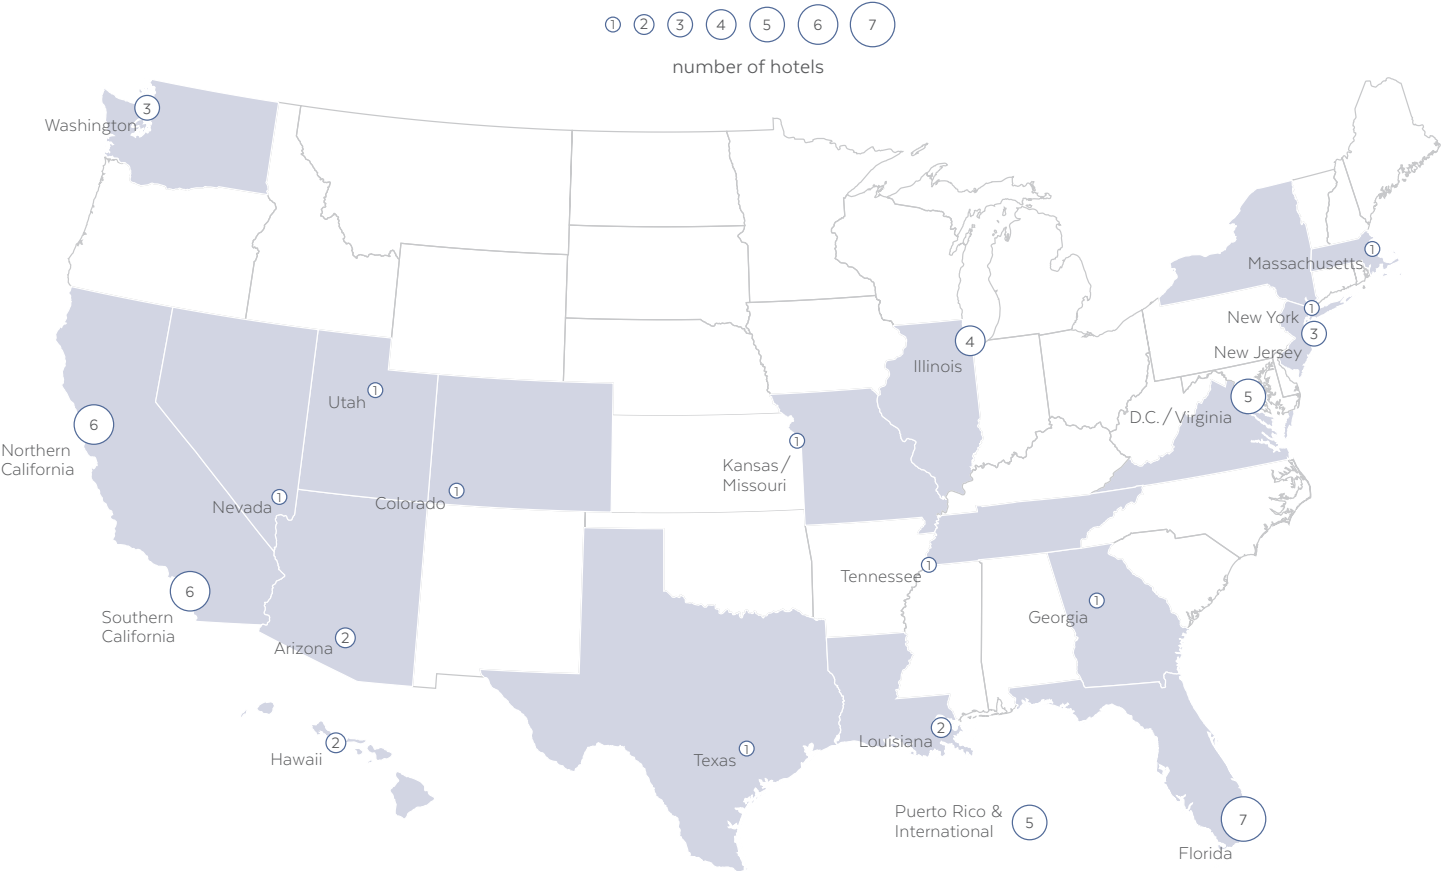 1 2 3 4 5 6 7
number of hotels
3
Washington
1
Massachusetts
1
New York
3
New Jersey
4
Illinois
1
Utah
5
D.C. / Virginia
6
Northern
California
1
Kansas /
Missouri
1
Nevada
1
Colorado
1
Tennessee
6
Southern
California
1
Georgia
2
Arizona
2
Hawaii
1
Texas
2
Louisiana
Puerto Rico &
International
5
7
Florida